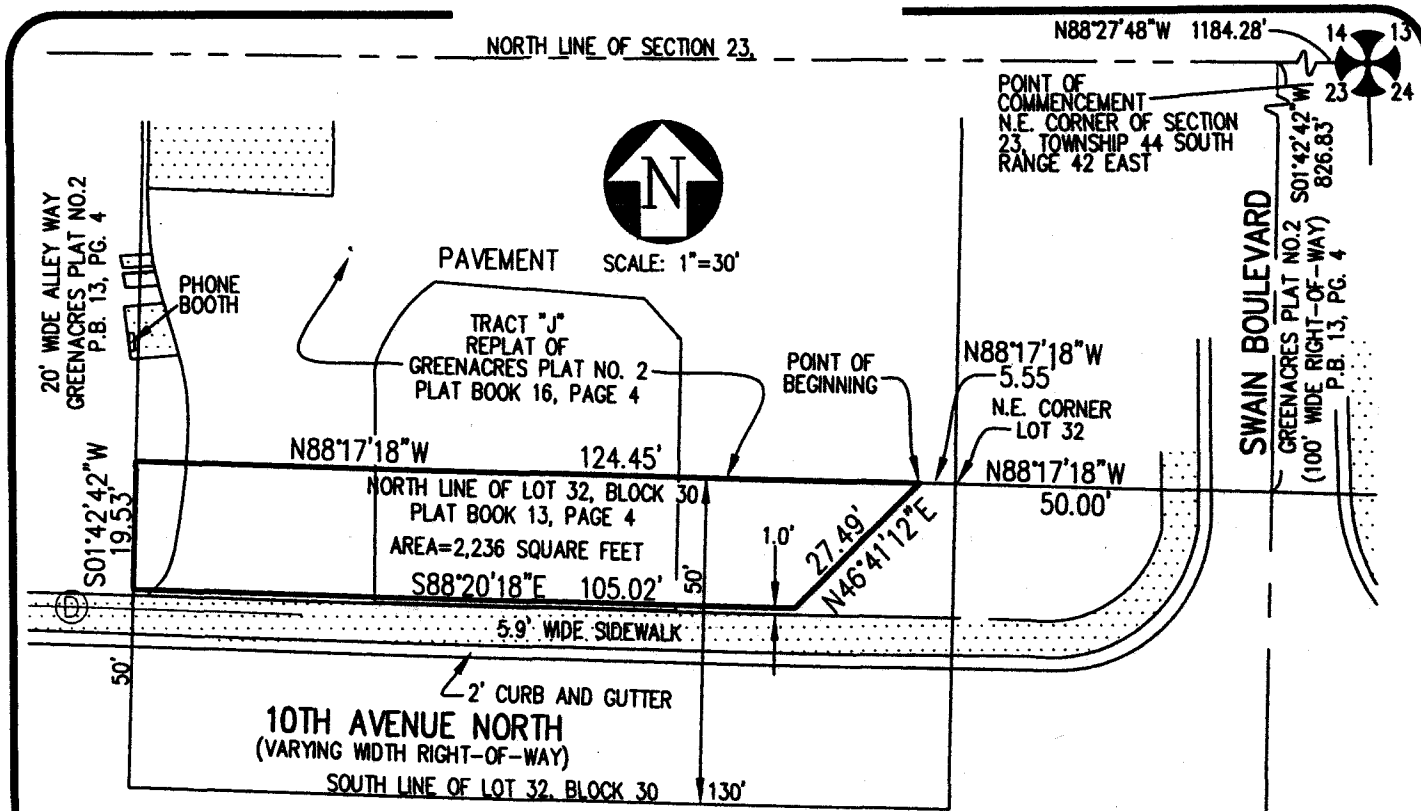 NORTH LINE OF SECTION 23,
N88°27'48"W 1184.28'
14 13
23 24
POINT OF
COMMENCEMENT
N.E. CORNER OF SECTION
23, TOWNSHIP 44 SOUTH
RANGE 42 EAST
S01°42'42"W
826.83'
SWAIN BOULEVARD
GREENACRES PLAT NO.2
(100' WIDE RIGHT-OF-WAY)
P.B. 13, PG. 4
20' WIDE ALLEY WAY
GREENACRES PLAT NO.2
P.B. 13, PG. 4
PHONE
BOOTH
N
PAVEMENT
SCALE: 1"=30'
TRACT "J"
REPLAT OF
GREENACRES PLAT NO. 2
PLAT BOOK 16, PAGE 4
POINT OF
BEGINNING
N88°17'18"W
5.55'
N.E. CORNER
LOT 32
N88°17'18"W
50.00'
N88°17'18"W 124.45'
S01°42'42"W
19.53'
NORTH LINE OF LOT 32, BLOCK 30
PLAT BOOK 13, PAGE 4
AREA=2,236 SQUARE FEET
S88°20'18"E 105.02'
50'
1.0'
27.49'
N46°41'12"E
D
5.9' WIDE SIDEWALK
50'
2' CURB AND GUTTER
10TH AVENUE NORTH
(VARYING WIDTH RIGHT-OF-WAY)
SOUTH LINE OF LOT 32, BLOCK 30
130'